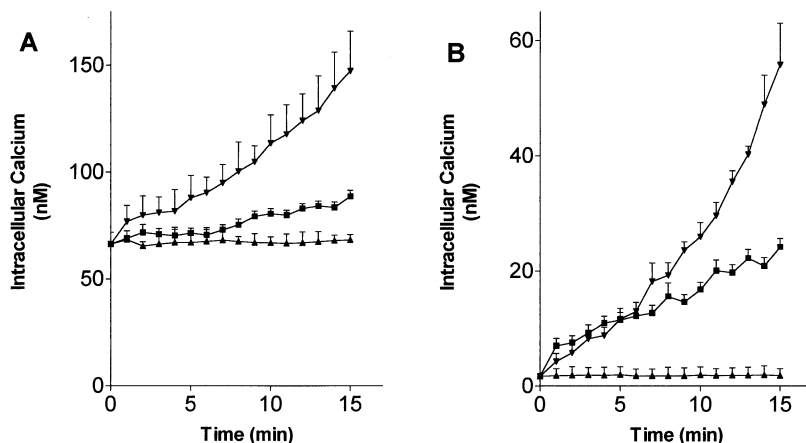 A
Intracellular Calcium
(nM)
150
100
50
0
0
5
10
15
Time (min)
B
Intracellular Calcium
(nM)
60
40
20
0
0
5
10
15
Time (min)